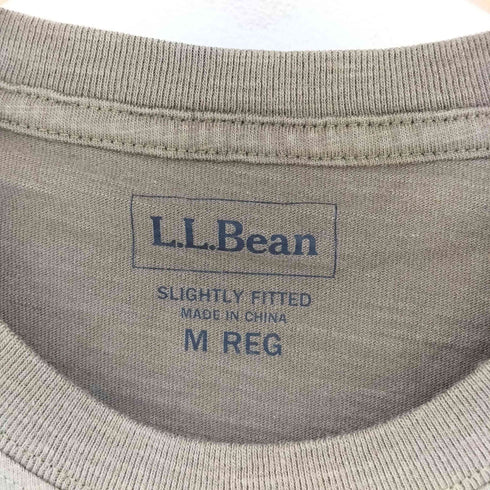 L.L.Bean
SLIGHTLY FITTED
MADE IN CHINA
M REG